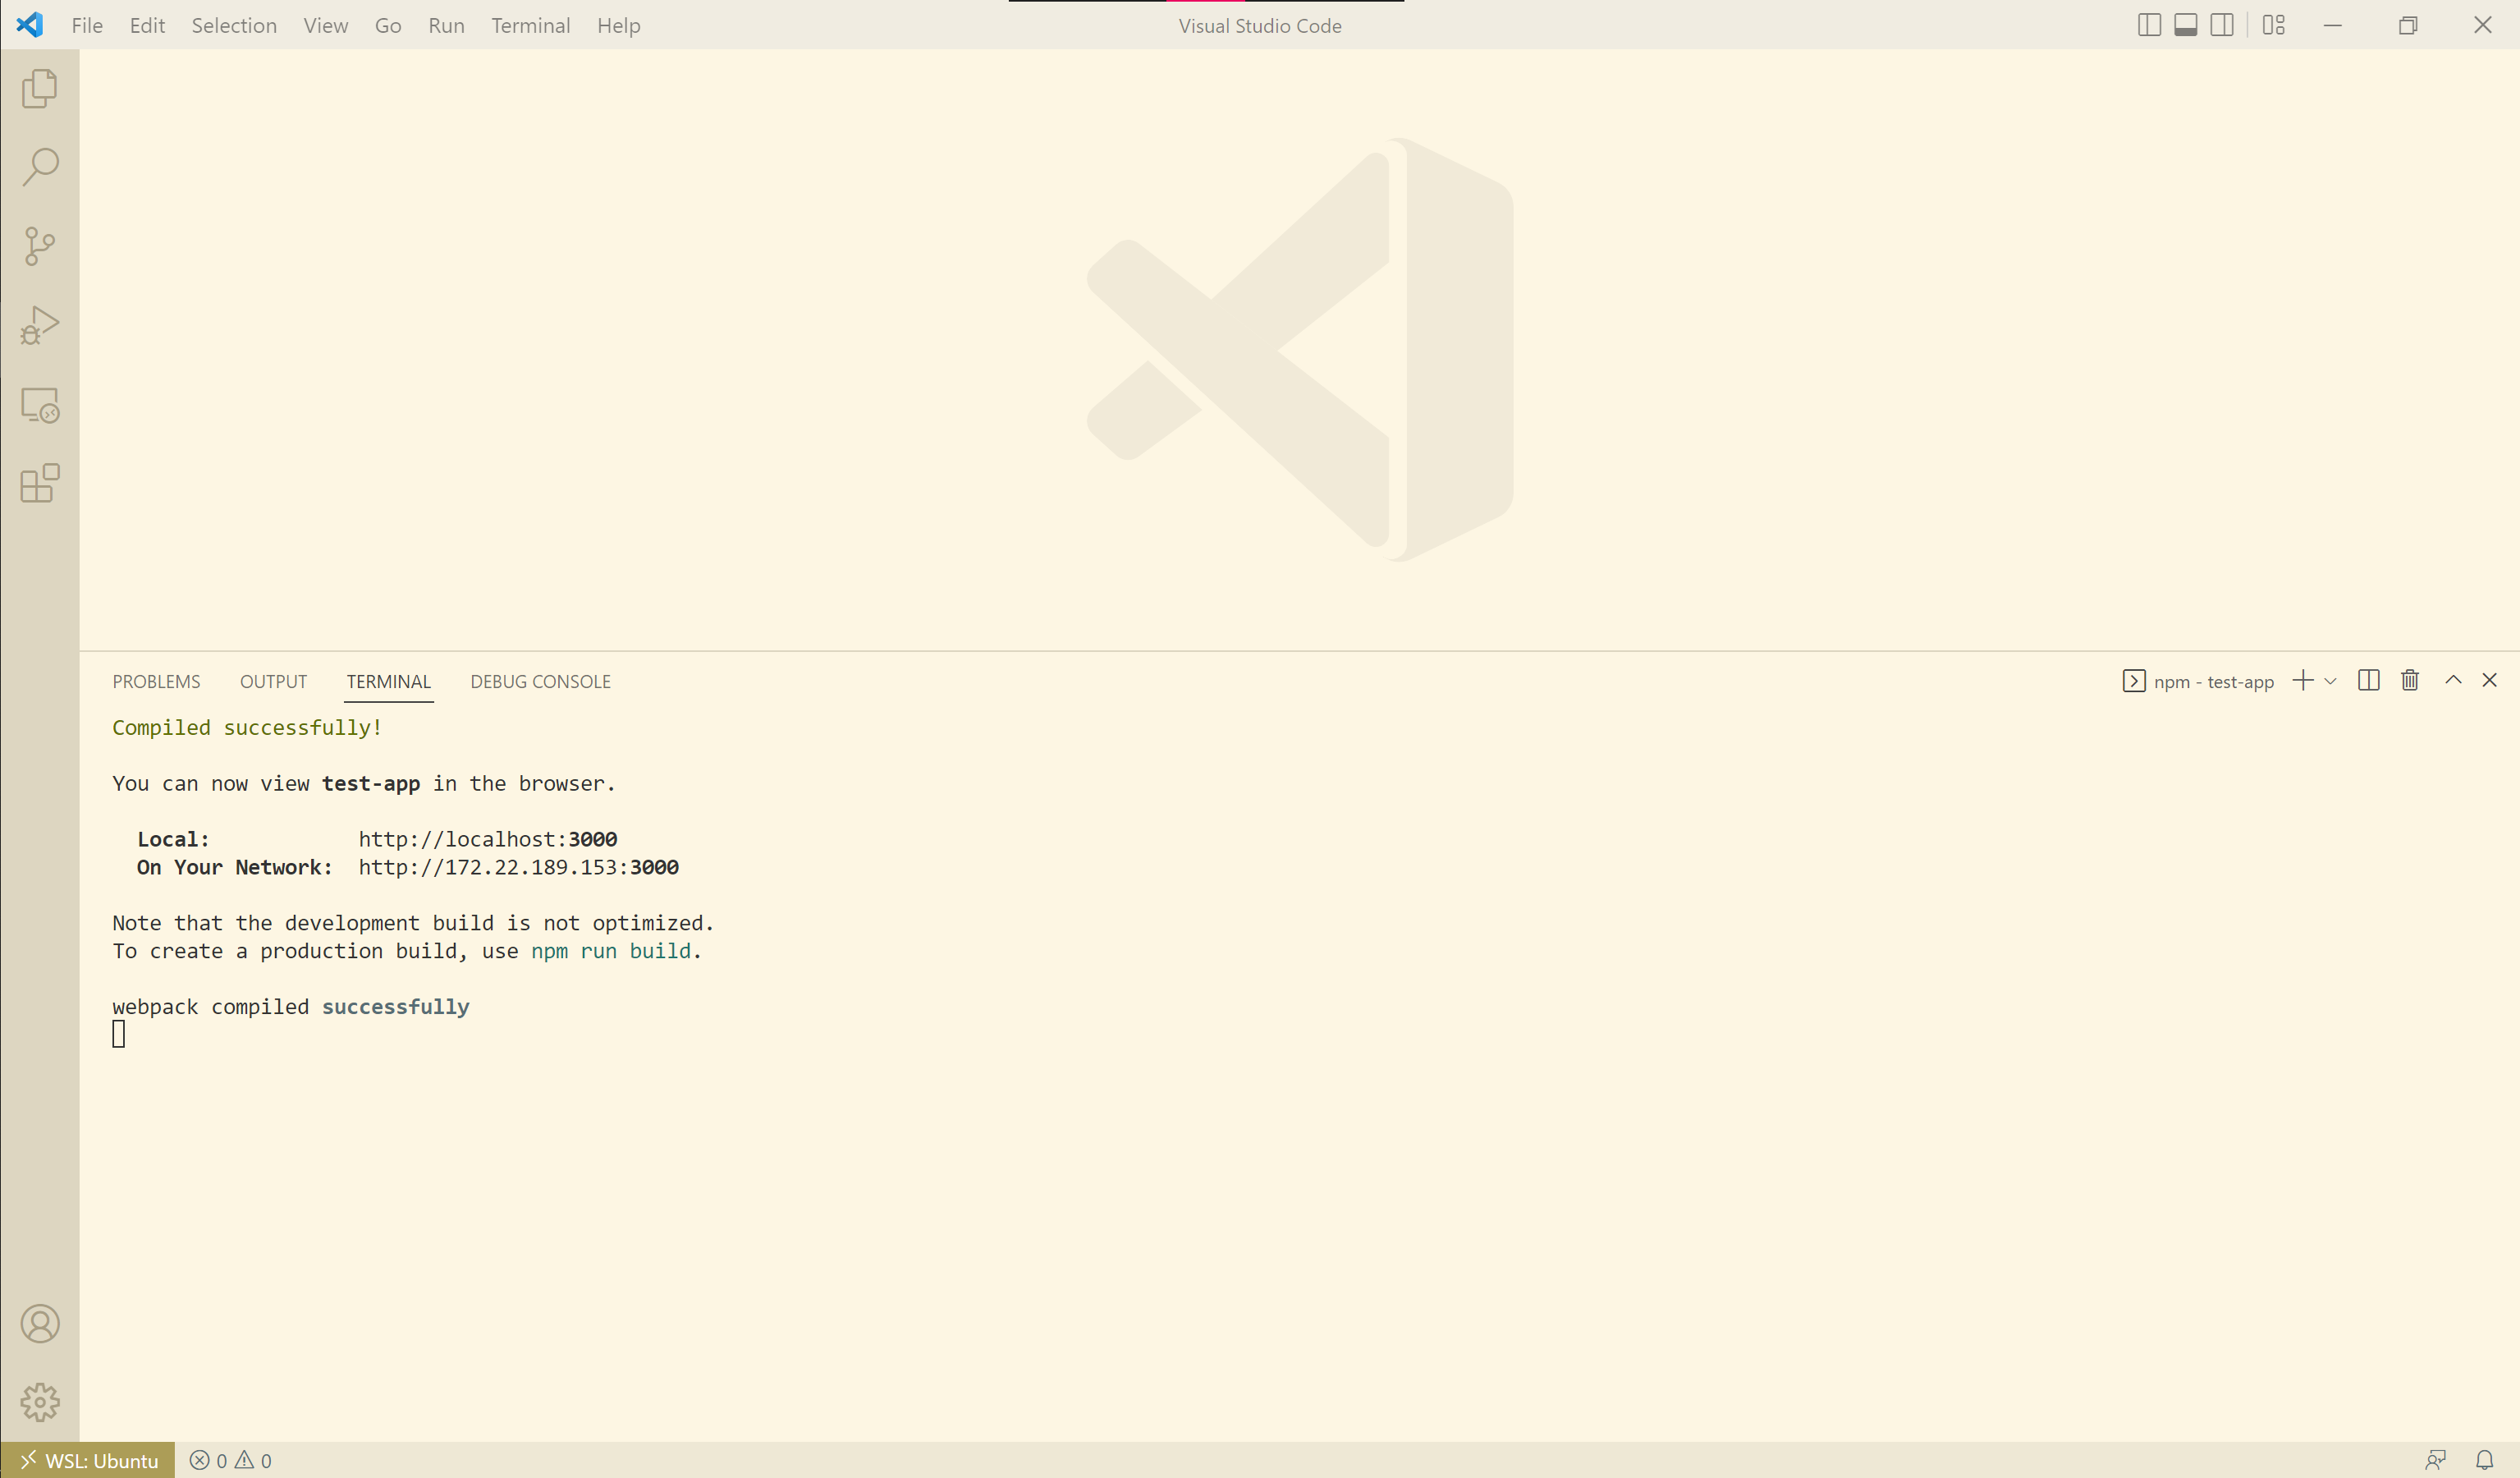 File Edit Selection View Go Run Terminal Help Visual Studio Code
PROBLEMS OUTPUT TERMINAL DEBUG CONSOLE npm - test-app
Compiled successfully!
You can now view test-app in the browser.
Local: http://localhost:3000
On Your Network: http://172.22.189.153:3000
Note that the development build is not optimized.
To create a production build, use npm run build.
webpack compiled successfully
WSL: Ubuntu 0 0